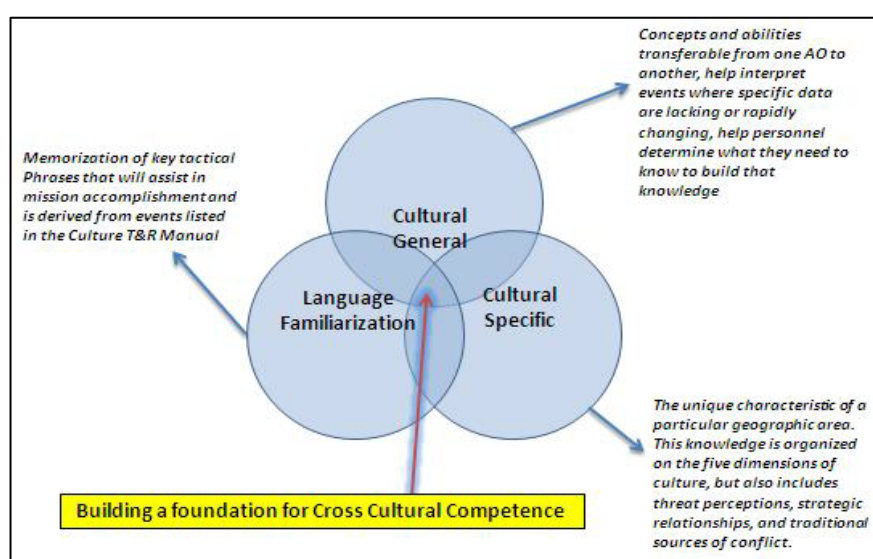 Concepts and abilities
transferable from one AO to
another, help interpret
events where specific data
are lacking or rapidly
changing, help personnel
determine what they need to
know to build that
knowledge
Memorization of key tactical
Phrases that will assist in
mission accomplishment and
is derived from events listed
in the Culture T&R Manual
Cultural
General
Language
Familiarization
Cultural
Specific
The unique characteristic of a
particular geographic area.
This knowledge is organized
on the five dimensions of
culture, but also includes
threat perceptions, strategic
relationships, and traditional
sources of conflict.
Building a foundation for Cross Cultural Competence